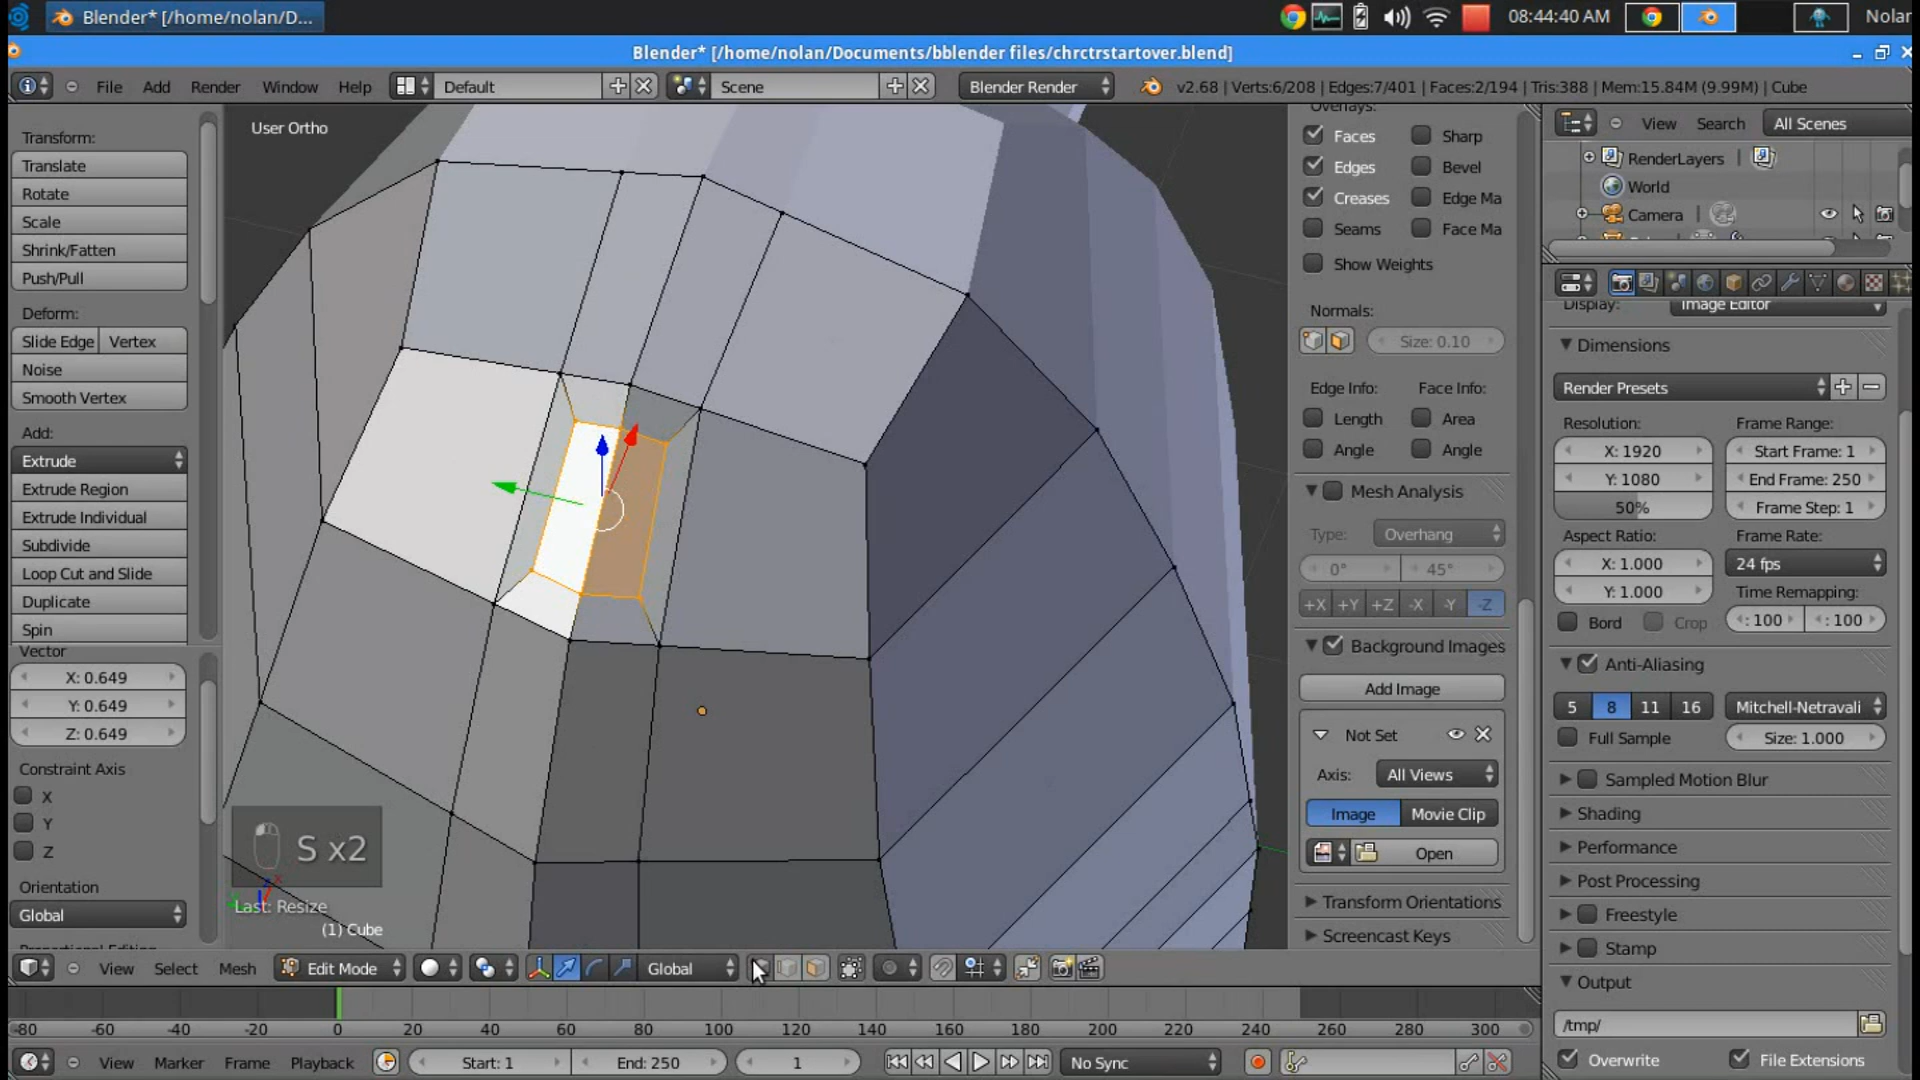 Blender* [/home/nolan/D...
08:44:40 AM
Nolan
Blender* [/home/nolan/Documents/bblender files/chrctrstartover.blend]
File Add Render Window Help Default Scene Blender Render v2.68 | Verts:6/208 | Edges:7/401 | Faces:2/194 | Tris:388 | Mem:15.84M (9.99M) | Cube
Transform:
Translate
Rotate
Scale
Shrink/Fatten
Push/Pull
Deform:
Slide Edge Vertex
Noise
Smooth Vertex
Add:
Extrude
Extrude Region
Extrude Individual
Subdivide
Loop Cut and Slide
Duplicate
Spin
Vector
X: 0.649
Y: 0.649
Z: 0.649
Constraint Axis
X
Y
Z
Orientation
Global
User Ortho
S x2
Last: Resize
(1) Cube
Overlays:
Faces Sharp
Edges Bevel
Creases Edge Ma
Seams Face Ma
Show Weights
Normals:
Size: 0.10
Edge Info: Face Info:
Length Area
Angle Angle
Mesh Analysis
Type: Overhang
0° 45°
+X +Y +Z -X -Y -Z
Background Images
Add Image
Not Set
Axis: All Views
Image Movie Clip
Open
Transform Orientations
Screencast Keys
View Search All Scenes
RenderLayers
World
Camera
Display: Image Editor
Dimensions
Render Presets
Resolution: Frame Range:
X: 1920 Start Frame: 1
Y: 1080 End Frame: 250
50% Frame Step: 1
Aspect Ratio: Frame Rate:
X: 1.000 24 fps
Y: 1.000 Time Remapping:
Bord Crop : 100 : 100
Anti-Aliasing
5 8 11 16 Mitchell-Netravali
Full Sample Size: 1.000
Sampled Motion Blur
Shading
Performance
Post Processing
Freestyle
Stamp
Output
/tmp/
Overwrite File Extensions
View Select Mesh Edit Mode Global
-80 -60 -40 -20 0 20 40 60 80 100 120 140 160 180 200 220 240 260 280 300
View Marker Frame Playback Start: 1 End: 250 1 No Sync